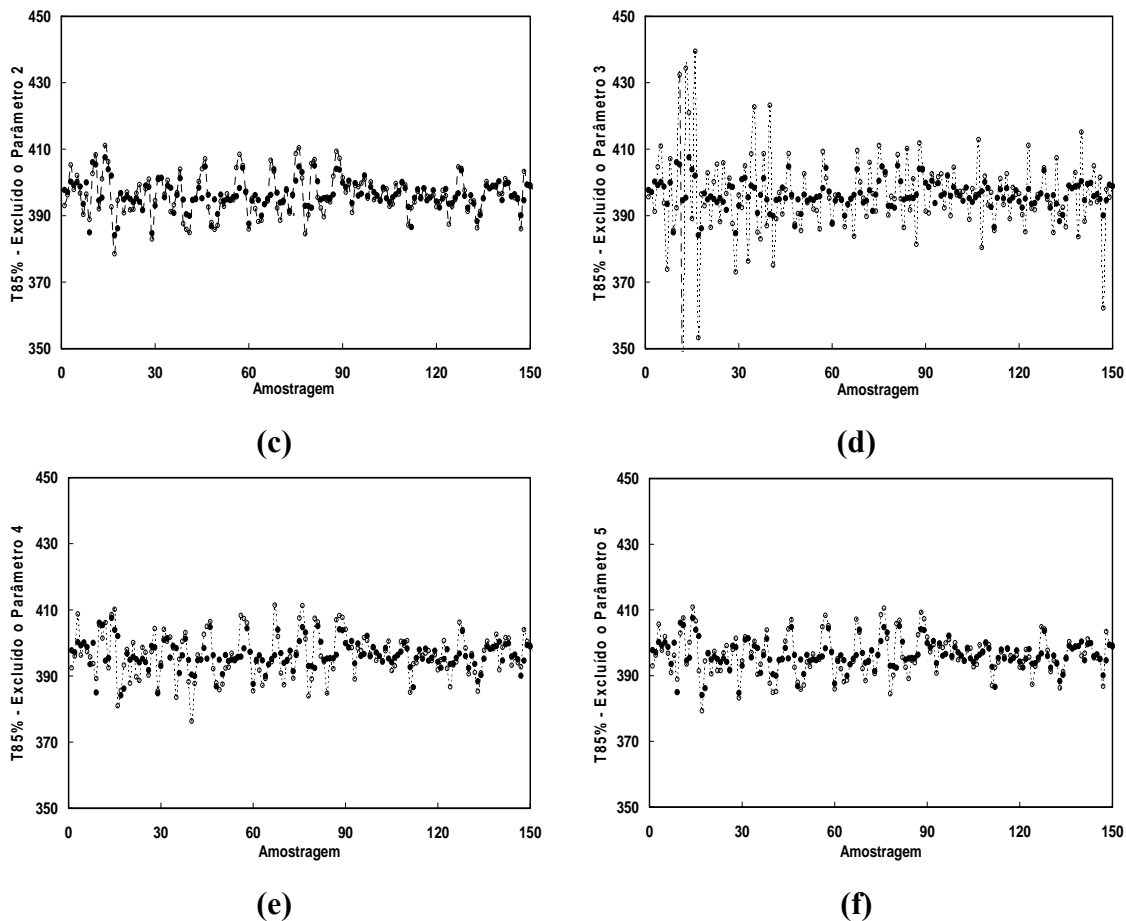 450
430
410
390
370
350
T85% - Excluído o Parâmetro 2
0 30 60 90 120 150
Amostragem
(c)
450
430
410
390
370
350
T85% - Excluído o Parâmetro 3
0 30 60 90 120 150
Amostragem
(d)
450
430
410
390
370
350
T85% - Excluído o Parâmetro 4
0 30 60 90 120 150
Amostragem
(e)
450
430
410
390
370
350
T85% - Excluído o Parâmetro 5
0 30 60 90 120 150
Amostragem
(f)